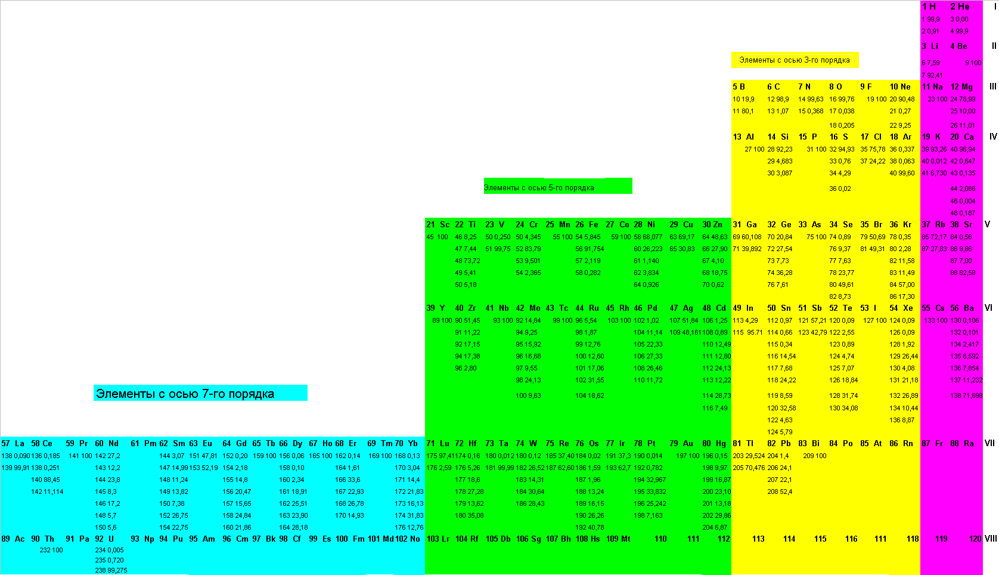 1 H 2 He I
1 99,9 3 0,00
2 0,91 4 99,9
3 Li 4 Be II
Элементы с осью 3-го порядка
6 7,59 9 100
7 92,41
5 B 6 C 7 N 8 O 9 F 10 Ne 11 Na 12 Mg III
10 19,9 12 98,9 14 99,63 16 99,76 19 100 20 90,48 23 100 24 78,99
11 80,1 13 1,07 15 0,368 17 0,038 21 0,27 25 10,00
18 0,205 22 9,25 26 11,01
13 Al 14 Si 15 P 16 S 17 Cl 18 Ar 19 K 20 Ca IV
27 100 28 92,23 31 100 32 94,93 35 75,78 36 0,337 39 93,26 40 96,94
29 4,683 33 0,76 37 24,22 38 0,063 40 0,012 42 0,647
30 3,087 34 4,29 40 99,60 41 6,730 43 0,135
Элементы с осью 5-го порядка
36 0,02 44 2,086
46 0,004
48 0,187
21 Sc 22 Ti 23 V 24 Cr 25 Mn 26 Fe 27 Co 28 Ni 29 Cu 30 Zn 31 Ga 32 Ge 33 As 34 Se 35 Br 36 Kr 37 Rb 38 Sr V
45 100 46 8,25 50 0,250 50 4,345 55 100 54 5,845 59 100 58 68,077 63 69,17 64 48,63 69 60,108 70 20,84 75 100 74 0,89 79 50,69 78 0,35 85 72,17 84 0,56
47 7,44 51 99,75 52 83,79 56 91,754 60 26,223 65 30,83 66 27,90 71 39,892 72 27,54 76 9,37 81 49,31 80 2,28 87 27,83 86 9,86
48 73,72 53 9,501 57 2,119 61 1,140 67 4,10 73 7,73 77 7,63 82 11,58 87 7,00
49 5,41 54 2,365 58 0,282 62 3,834 68 18,75 74 36,28 78 23,77 83 11,49 88 82,58
50 5,18 64 0,926 70 0,62 76 7,61 80 49,61 84 57,00
82 8,73 86 17,30
39 Y 40 Zr 41 Nb 42 Mo 43 Tc 44 Ru 45 Rh 46 Pd 47 Ag 48 Cd 49 In 50 Sn 51 Sb 52 Te 53 I 54 Xe 55 Cs 56 Ba VI
89 100 90 51,45 93 100 92 14,84 99 100 96 5,54 103 100 102 1,02 107 51,84 106 1,25 113 4,29 112 0,97 121 57,21 120 0,09 127 100 124 0,09 133 100 130 0,106
91 11,22 94 9,25 98 1,87 104 11,14 109 48,161 108 0,89 115 95.71 114 0,66 123 42,79 122 2,55 126 0,09 132 0,101
92 17,15 95 15,92 99 12,76 105 22,33 110 12,49 115 0,34 123 0,89 128 1,92 134 2,417
94 17,38 96 16,68 100 12,60 106 27,33 111 12,80 116 14,54 124 4,74 129 26,44 135 6,592
96 2,80 97 9,55 101 17,06 108 26,46 112 24,13 117 7,68 125 7,07 130 4,08 136 7,854
98 24,13 102 31,55 110 11,72 113 12,22 118 24,22 126 18,84 131 21,18 137 11,232
Элементы с осью 7-го порядка
100 9,63 104 18,62 114 28,73 119 8,59 128 31,74 132 26,89 138 71,698
116 7,49 120 32,58 130 34,08 134 10,44
122 4,63 136 8,87
124 5,79
57 La 58 Ce 59 Pr 60 Nd 61 Pm 62 Sm 63 Eu 64 Gd 65 Tb 66 Dy 67 Ho 68 Er 69 Tm 70 Yb 71 Lu 72 Hf 73 Ta 74 W 75 Re 76 Os 77 Ir 78 Pt 79 Au 80 Hg 81 Tl 82 Pb 83 Bi 84 Po 85 At 86 Rn 87 Fr 88 Ra VII
138 0,090 136 0,185 141 100 142 27,2 144 3,07 151 47,81 152 0,20 159 100 156 0,06 165 100 162 0,14 169 100 168 0,13 175 97,41 174 0,16 180 0,012 180 0,12 185 37,40 184 0,02 191 37,3 190 0,014 197 100 196 0,15 203 29,524 204 1,4 209 100
139 99,91 138 0,251 143 12,2 147 14,99 153 52,19 154 2,18 158 0,10 164 1,61 170 3,04 176 2,59 176 5,26 181 99,99 182 26,52 187 62,60 186 1,59 193 62,7 192 0,782 198 9,97 205 70,476 206 24,1
140 88,45 144 23,8 148 11,24 155 14,8 160 2,34 166 33,6 171 14,4 177 18,6 183 14,31 187 1,96 194 32,967 199 16,87 207 22,1
142 11,114 145 8,3 149 13,82 156 20,47 161 18,91 167 22,93 172 21,83 178 27,28 184 30,64 188 13,24 195 33,832 200 23,10 208 52,4
146 17,2 150 7,38 157 15,65 162 25,51 168 26,78 173 16,13 179 13,62 186 28,43 189 16,15 196 25,242 201 13,18
148 5,7 152 26,75 158 24,84 163 23,90 170 14,93 174 31,83 180 35,08 190 26,26 198 7,163 202 29,86
150 5,6 154 22,75 160 21,86 164 28,18 176 12,76 192 40,78 204 6,87
89 Ac 90 Th 91 Pa 92 U 93 Np 94 Pu 95 Am 96 Cm 97 Bk 98 Cf 99 Es 100 Fm 101 Md 102 No 103 Lr 104 Rf 105 Db 106 Sg 107 Bh 108 Hs 109 Mt 110 111 112 113 114 115 116 111 118 119 120 VIII
232 100 234 0,005
235 0,720
238 99,275